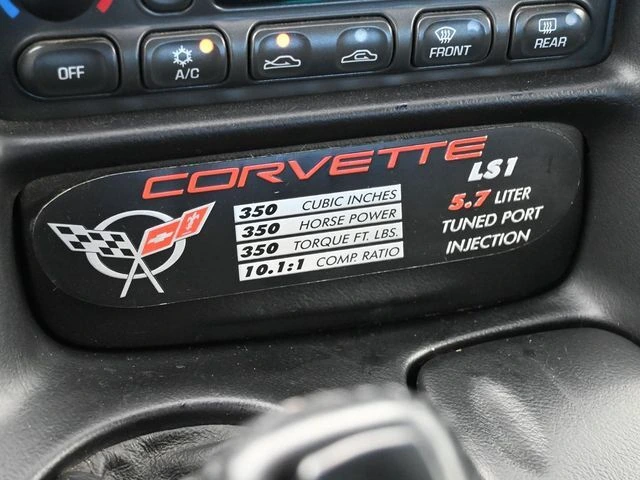 OFF
A/C
FRONT
REAR
CORVETTE
LS1
350 CUBIC INCHES
350 HORSE POWER
350 TORQUE FT. LBS.
10.1:1 COMP. RATIO
5.7 LITER
TUNED PORT
INJECTION